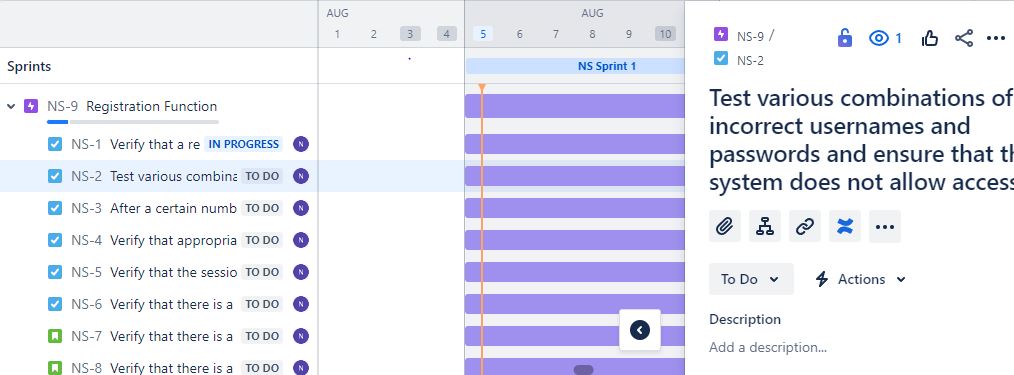 AUG
AUG
1 2 3 4 5 6 7 8 9 10
Sprints
NS Sprint 1
NS-9 Registration Function
NS-1 Verify that a re IN PROGRESS N
NS-2 Test various combina TO DO N
NS-3 After a certain numb TO DO N
NS-4 Verify that appropria TO DO N
NS-5 Verify that the sessio TO DO N
NS-6 Verify that there is a TO DO N
NS-7 Verify that there is a TO DO N
NS-8 Verify that there is a TO DO N
NS-9 /
NS-2
1
Test various combinations of
incorrect usernames and
passwords and ensure that th
system does not allow access
To Do
Actions
Description
Add a description...